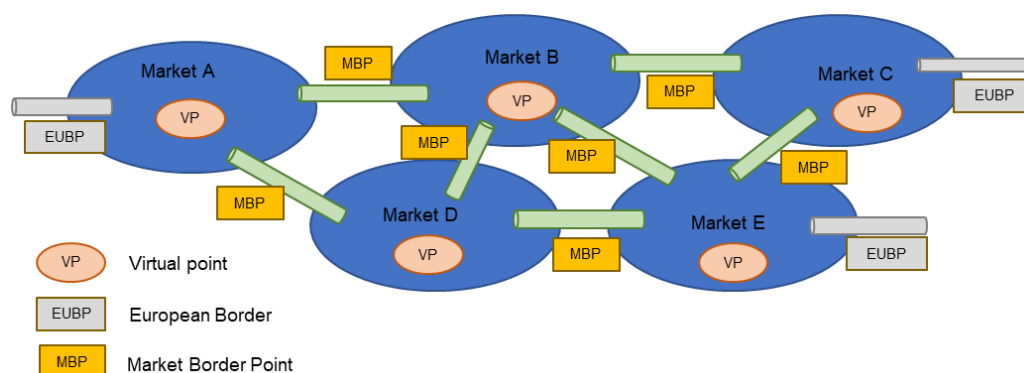 Market A
VP
EUBP
MBP
Market B
VP
MBP
Market C
VP
EUBP
MBP
MBP
MBP
MBP
Market D
VP
MBP
Market E
VP
EUBP
VP Virtual point
EUBP European Border
MBP Market Border Point